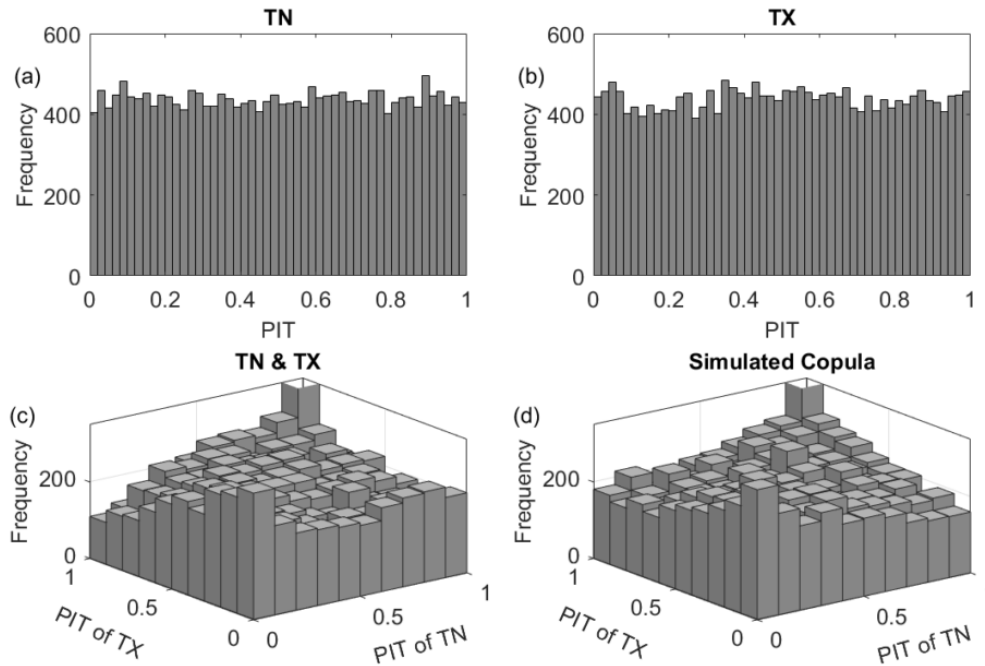 TN
TX
(a)
(b)
Frequency
Frequency
600
400
200
0
600
400
200
0
0 0.2 0.4 0.6 0.8 1
0 0.2 0.4 0.6 0.8 1
PIT
PIT
TN & TX
Simulated Copula
(c)
(d)
Frequency
Frequency
200
0
200
0
1 0.5 0
0 0.5 1
1 0.5 0
0 0.5
PIT of TX
PIT of TN
PIT of TX
PIT of TN